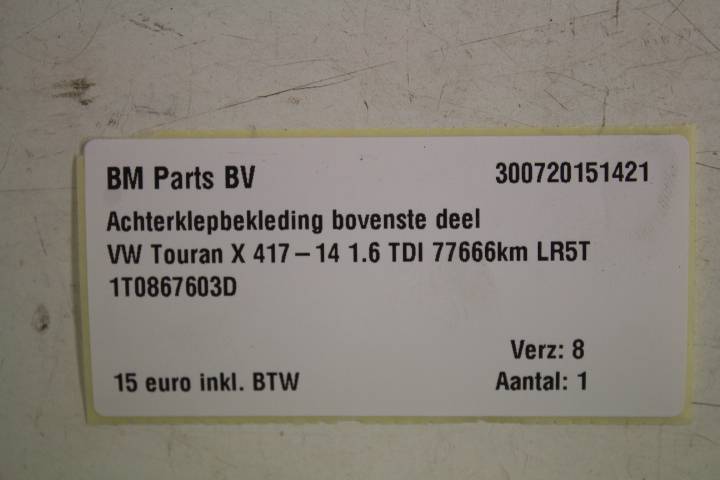 BM Parts BV 300720151421
Achterklepbekleding bovenste deel
VW Touran X 417 – 14 1.6 TDI 77666km LR5T
1T0867603D
Verz: 8
15 euro inkl. BTW Aantal: 1